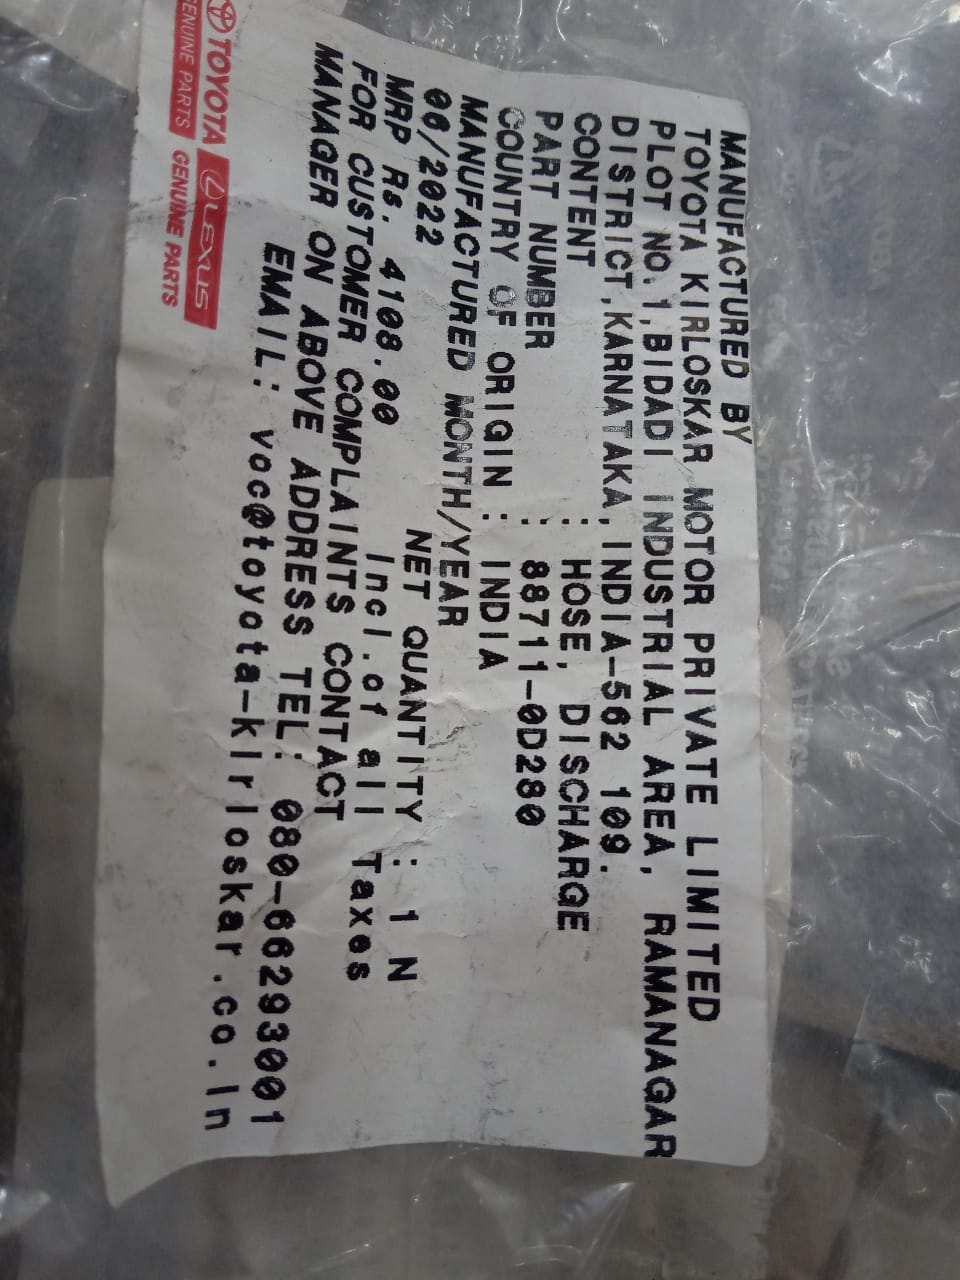 MANUFACTURED BY
TOYOTA KIRLOSKAR MOTOR PRIVATE LIMITED
PLOT NO.1,BIDADI INDUSTRIAL AREA, RAMANAGAR
DISTRICT,KARNATAKA,INDIA-562 109.
CONTENT : HOSE, DISCHARGE
PART NUMBER : 88711-0D280
COUNTRY OF ORIGIN : INDIA
MANUFACTURED MONTH/YEAR
06/2022 NET QUANTITY : 1 N
MRP Rs. 4108.00 Incl.of all Taxes
FOR CUSTOMER COMPLAINTS CONTACT
MANAGER ON ABOVE ADDRESS TEL: 080-66293001
EMAIL: voc@toyota-kirloskar.co.in
TOYOTA LEXUS
GENUINE PARTS GENUINE PARTS